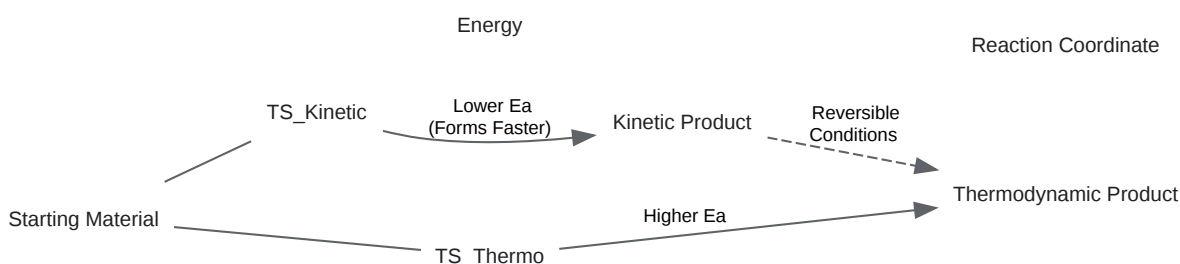 Energy
Reaction Coordinate
TS_Kinetic
Lower Ea
(Forms Faster)
Kinetic Product
Reversible
Conditions
Starting Material
Thermodynamic Product
Higher Ea
TS_Thermo